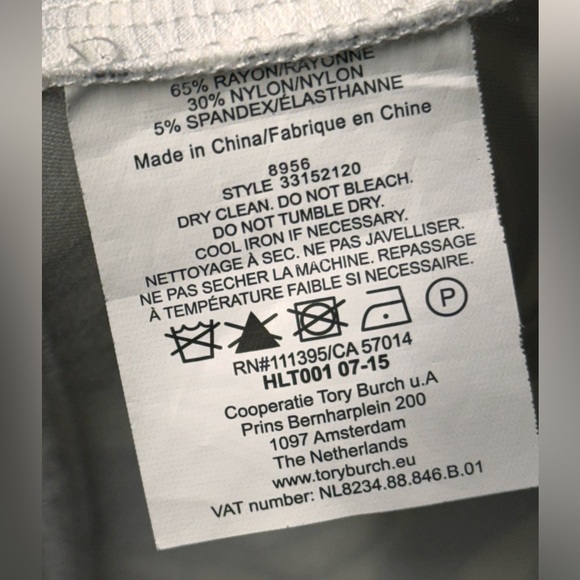 65% RAYON/RAYONNE
30% NYLON/NYLON
5% SPANDEX/ÉLASTHANNE
Made in China/Fabrique en Chine
8956
STYLE 33152120
DRY CLEAN. DO NOT BLEACH.
DO NOT TUMBLE DRY.
COOL IRON IF NECESSARY.
NETTOYAGE À SEC. NE PAS JAVELLISER.
NE PAS SECHER LA MACHINE. REPASSAGE
À TEMPÉRATURE FAIBLE SI NECESSAIRE.
P
RN#111395/CA 57014
HLT001 07-15
Cooperatie Tory Burch u.A
Prins Bernharplein 200
1097 Amsterdam
The Netherlands
www.toryburch.eu
VAT number: NL8234.88.846.B.01